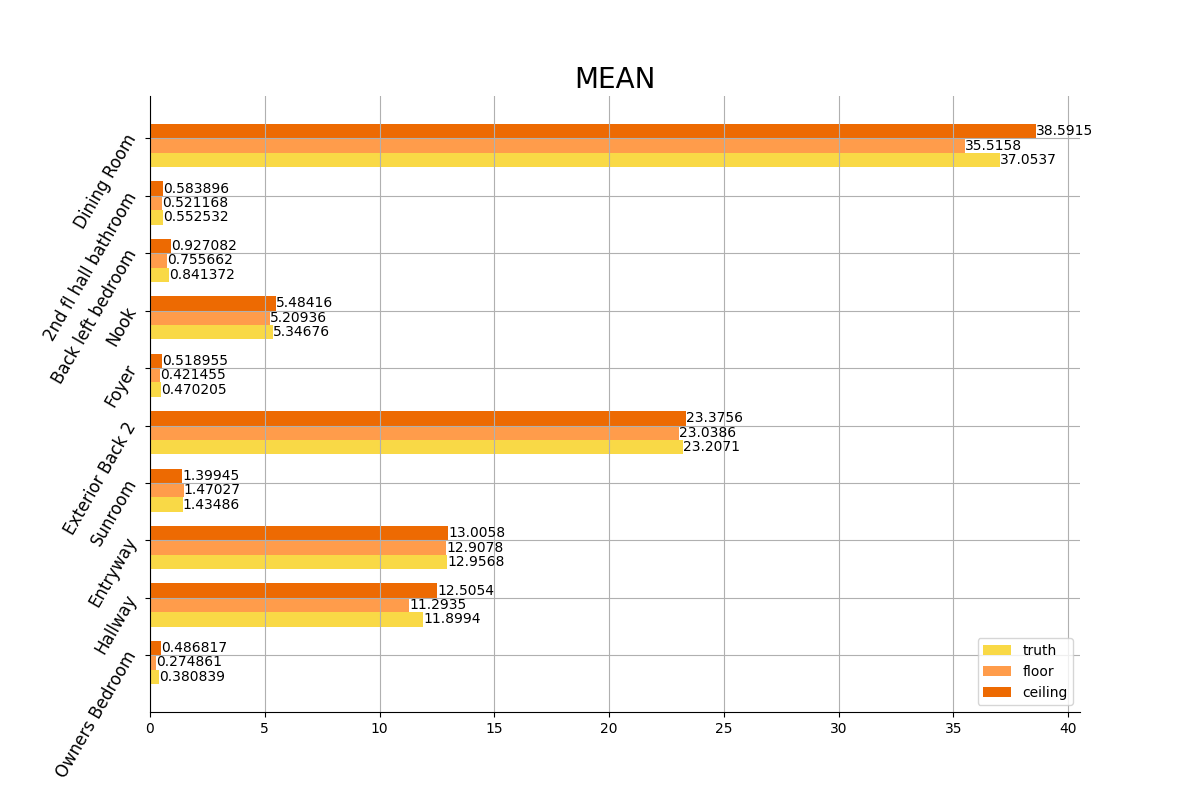 MEAN
Dining Room
38.5915
35.5158
37.0537
2nd fl hall bathroom
0.583896
0.521168
0.552532
Back left bedroom
0.927082
0.755662
0.841372
Nook
5.48416
5.20936
5.34676
Foyer
0.518955
0.421455
0.470205
Exterior Back 2
23.3756
23.0386
23.2071
Sunroom
1.39945
1.47027
1.43486
Entryway
13.0058
12.9078
12.9568
Hallway
12.5054
11.2935
11.8994
Owners Bedroom
0.486817
0.274861
0.380839
truth
floor
ceiling
0 5 10 15 20 25 30 35 40